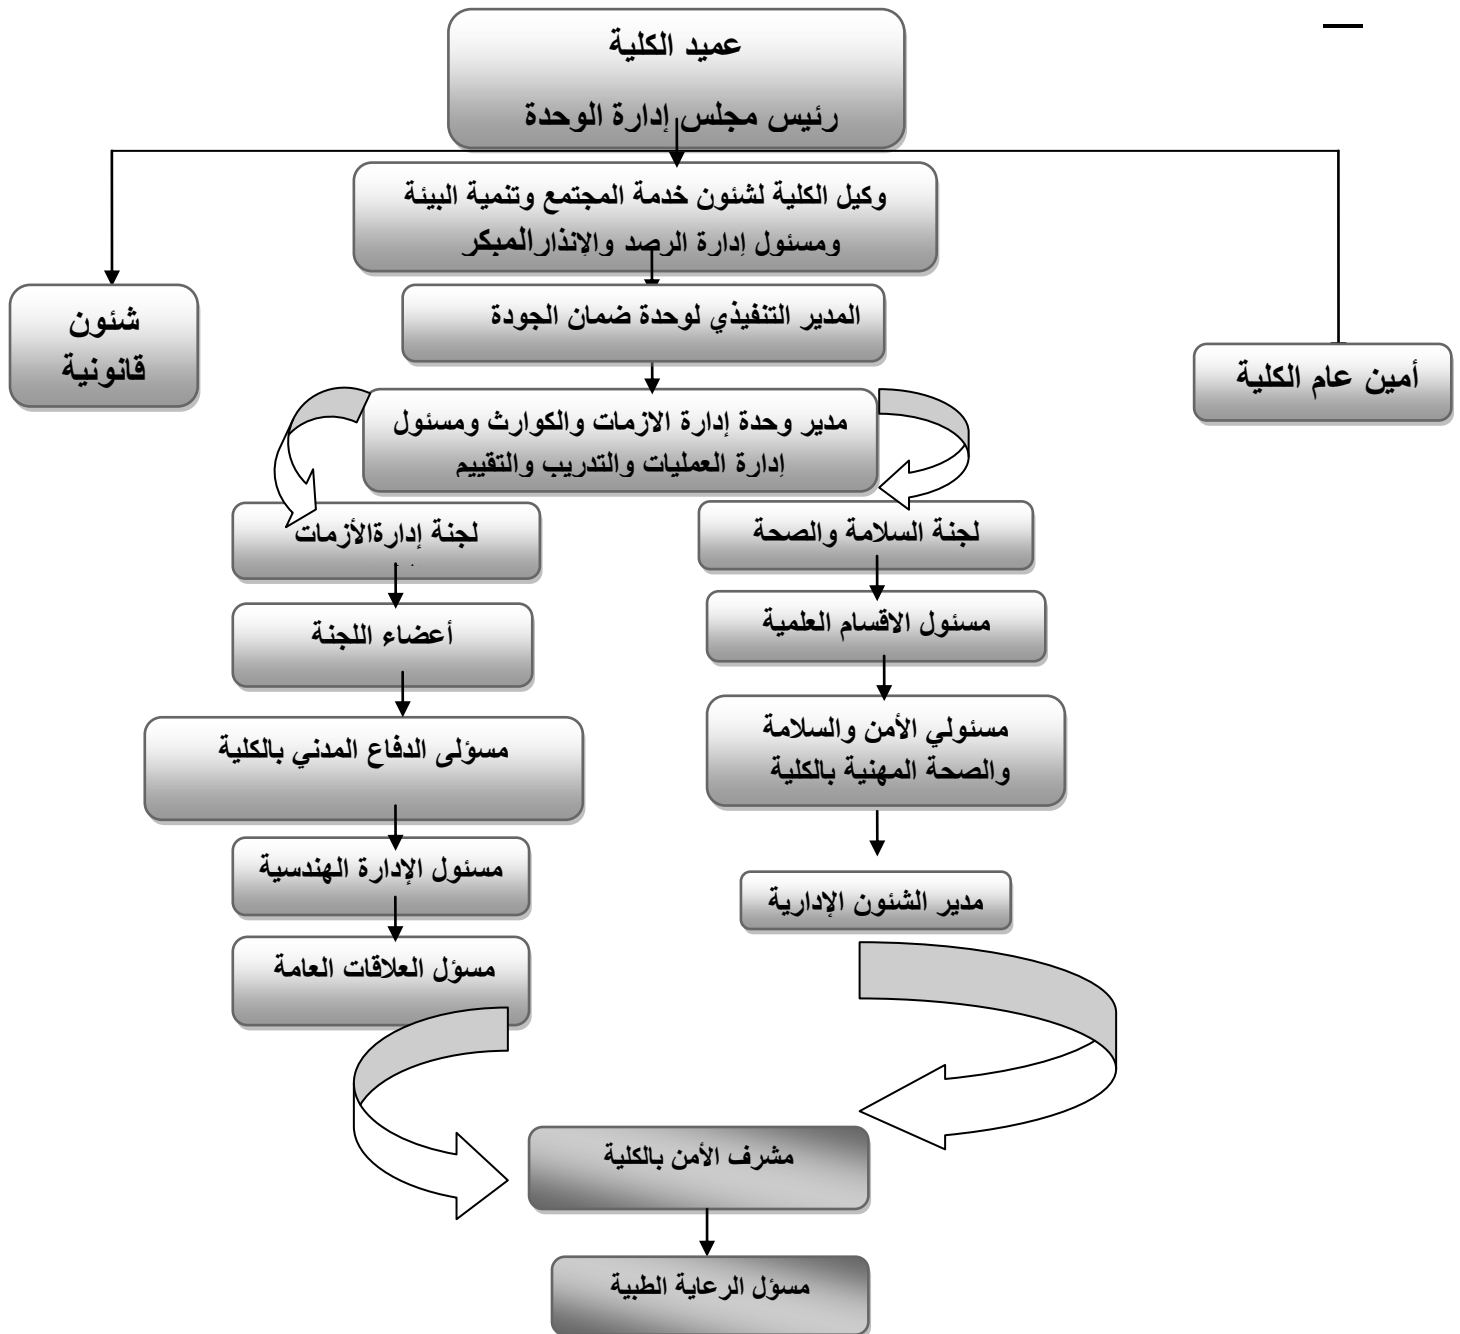 عميد الكلية
رئيس مجلس إدارة الوحدة
وكيل الكلية لشئون خدمة المجتمع وتنمية البيئة
ومسئول إدارة الرصد والإنذار المبكر
المدير التنفيذي لوحدة ضمان الجودة
شئون
قانونية
أمين عام الكلية
مدير وحدة إدارة الازمات والكوارث ومسئول
إدارة العمليات والتدريب والتقييم
لجنة السلامة والصحة
لجنة إدارةالأزمات
مسئول الاقسام العلمية
أعضاء اللجنة
مسئولي الأمن والسلامة
والصحة المهنية بالكلية
مسؤلى الدفاع المدني بالكلية
مدير الشئون الإدارية
مسئول الإدارة الهندسية
مسؤل العلاقات العامة
مشرف الأمن بالكلية
مسؤل الرعاية الطبية